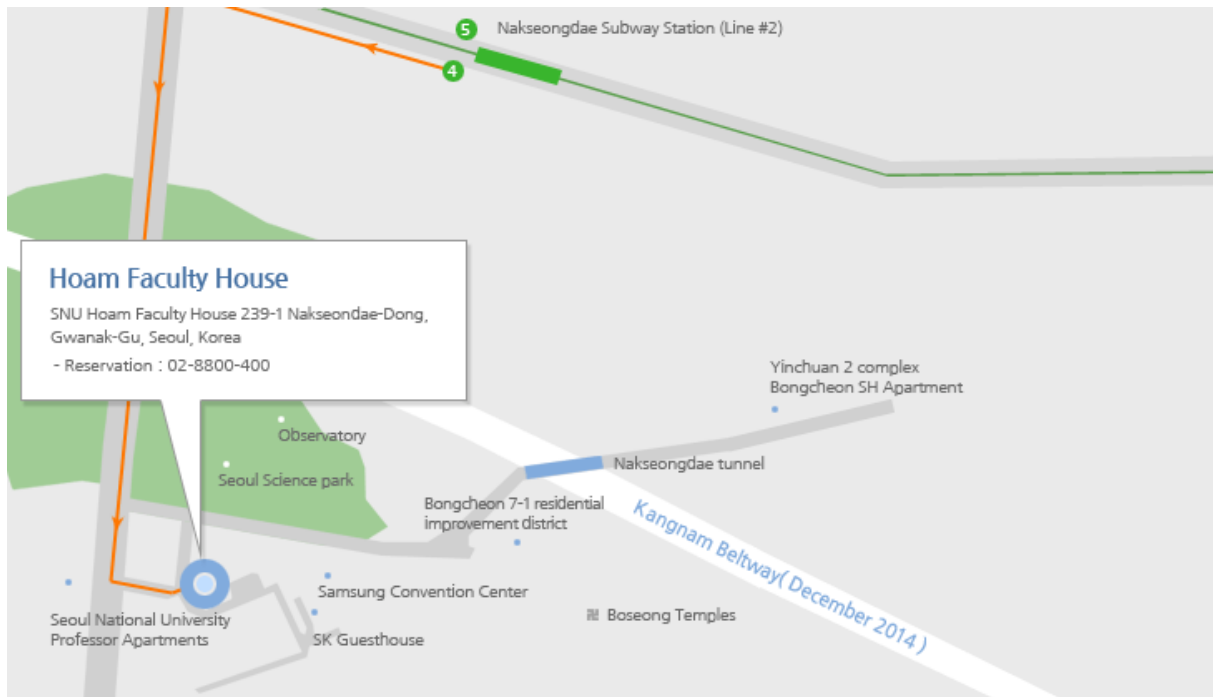 5
Nakseongdae Subway Station (Line #2)
4
Hoam Faculty House
SNU Hoam Faculty House 239-1 Nakseondae-Dong,
Gwanak-Gu, Seoul, Korea
- Reservation : 02-8800-400
Yinchuan 2 complex
Bongcheon SH Apartment
Observatory
Nakseongdae tunnel
Seoul Science park
Bongcheon 7-1 residential
improvement district
Kangnam Beltway( December 2014 )
Samsung Convention Center
Seoul National University
Professor Apartments
SK Guesthouse
卍 Boseong Temples